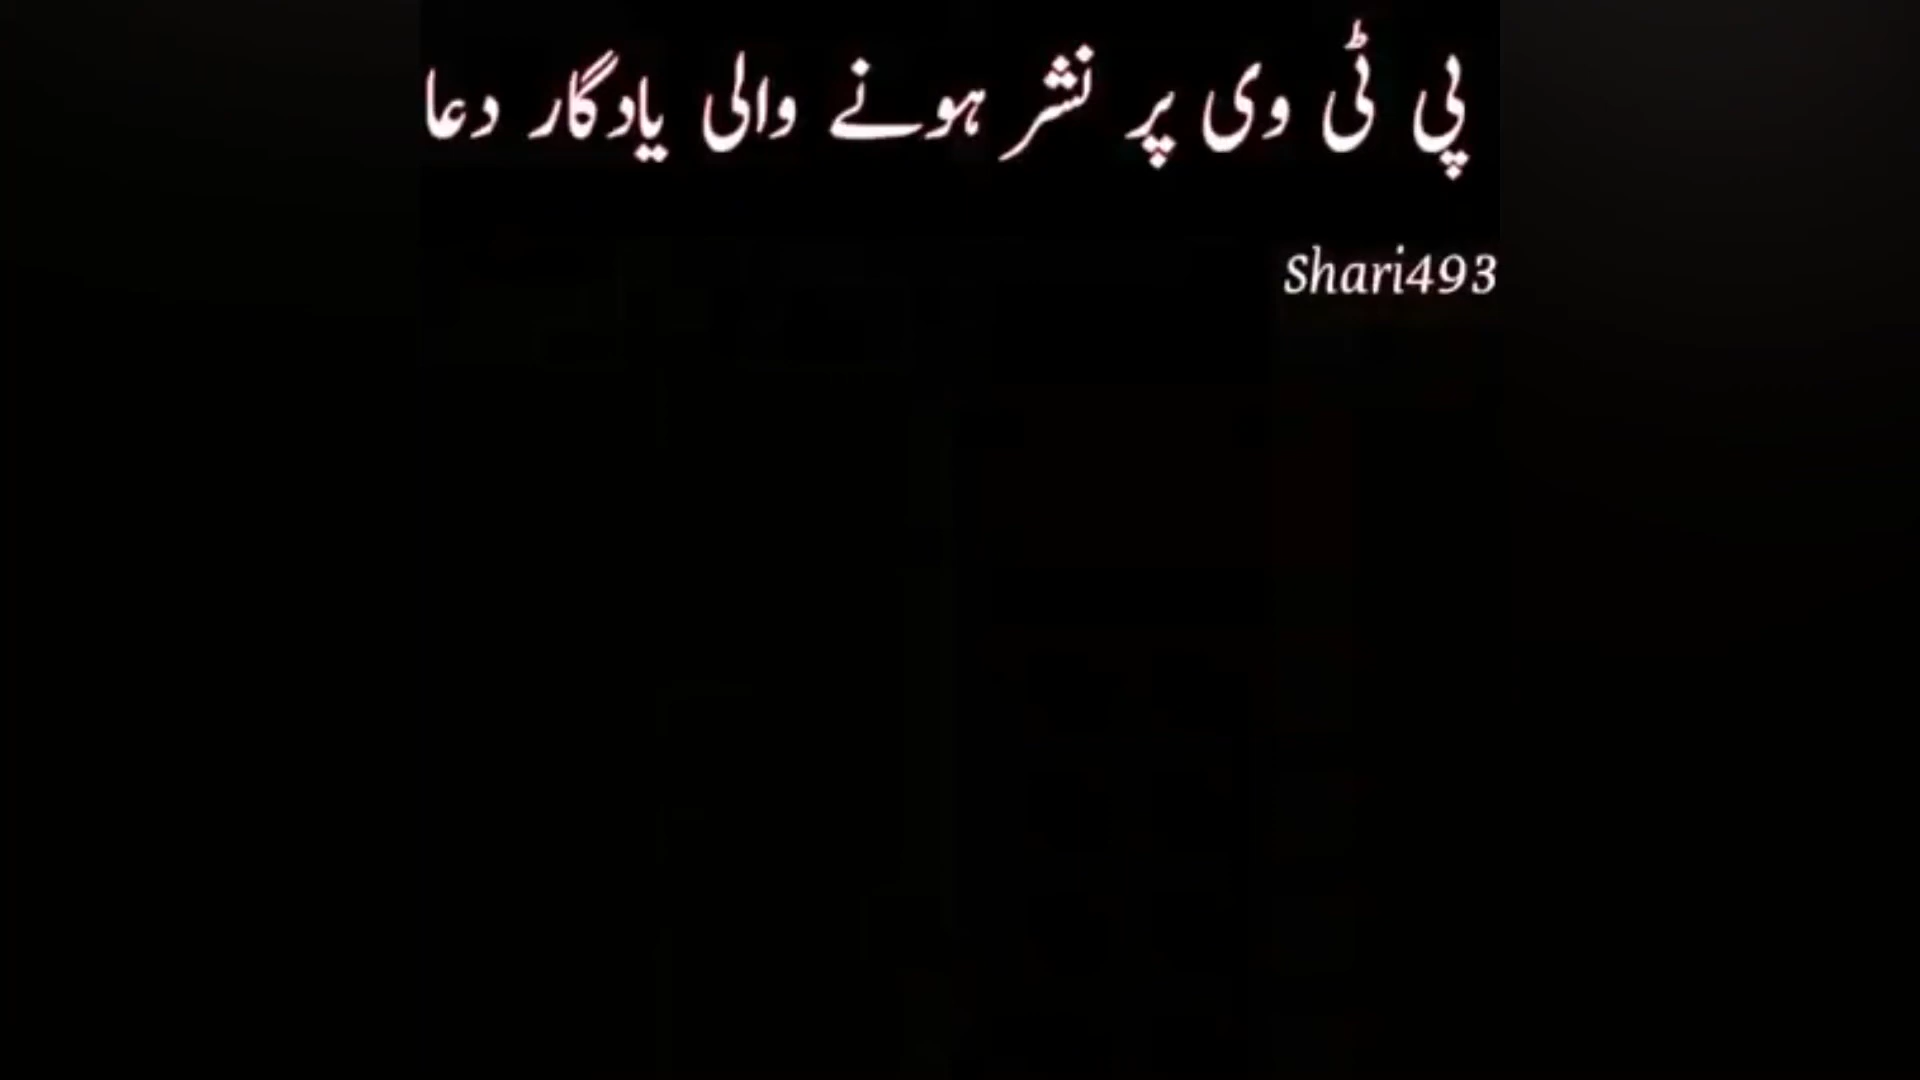 پی ٹی وی پر نشر ہونے والی یادگار دعا
Shari493